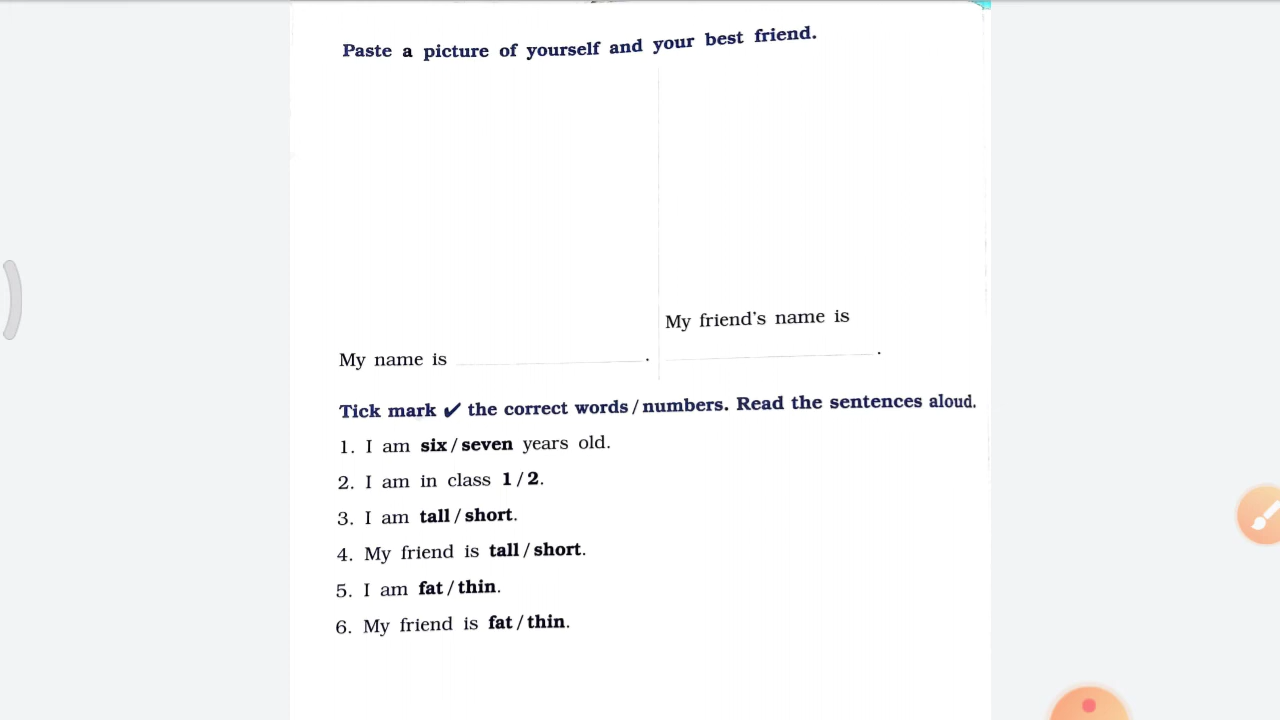 Paste a picture of yourself and your best friend.
My friend's name is
My name is .
.
Tick mark ✔ the correct words/numbers. Read the sentences aloud.
1. I am six/seven years old.
2. I am in class 1/2.
3. I am tall/short.
4. My friend is tall/short.
5. I am fat/thin.
6. My friend is fat/thin.